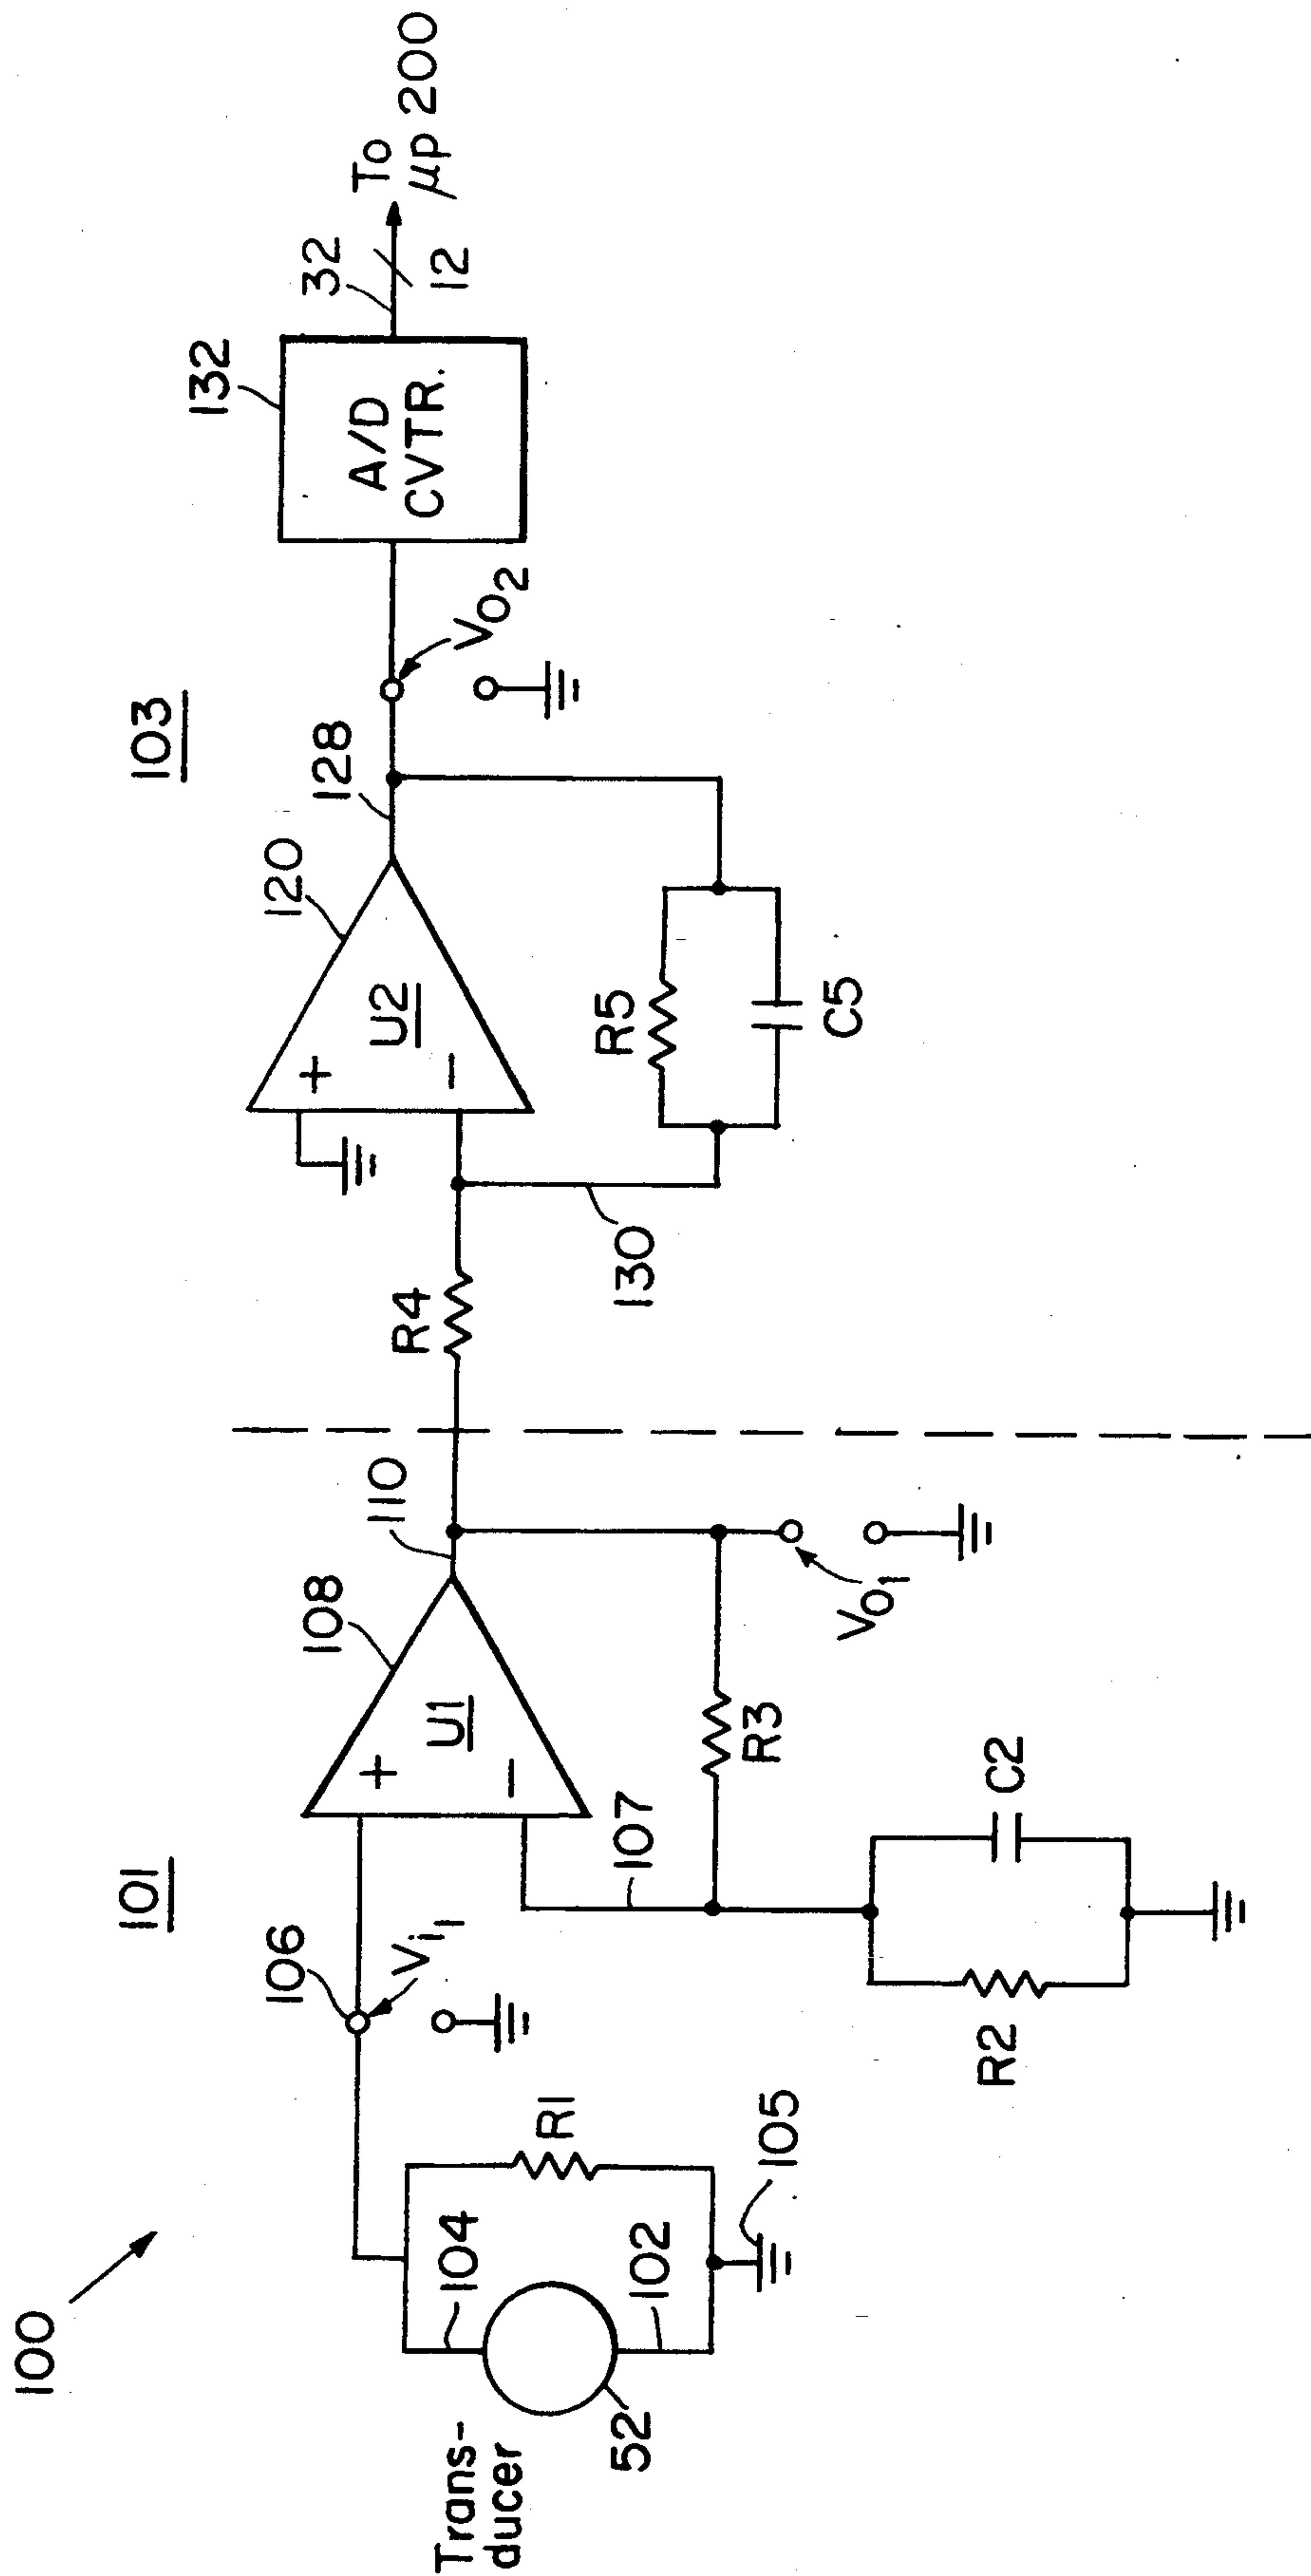 100
101
103
Trans-
ducer
52
104
102
105
R1
106
Vi1
108
U1
+
−
107
110
R3
VO1
R2
C2
R4
120
U2
+
−
128
130
R5
C5
VO2
132
A/D
CVTR.
32
12
To
μp 200